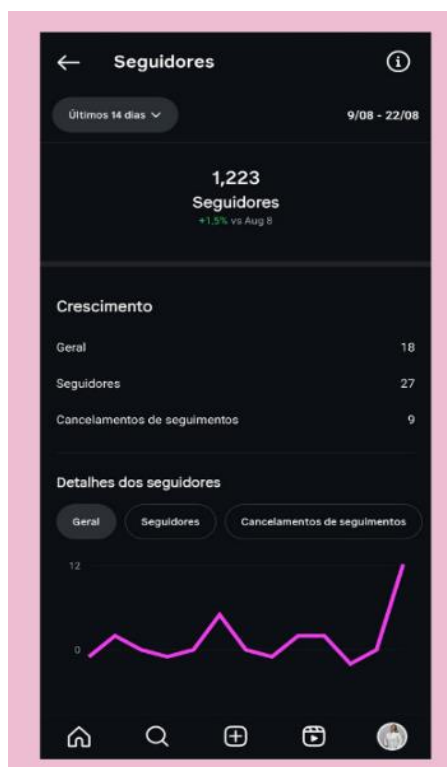 Seguidores
Últimos 14 dias
9/08 - 22/08
1,223
Seguidores
+1.5% vs Aug 8
Crescimento
Geral 18
Seguidores 27
Cancelamentos de seguimentos 9
Detalhes dos seguidores
Geral Seguidores Cancelamentos de seguimentos
12
0